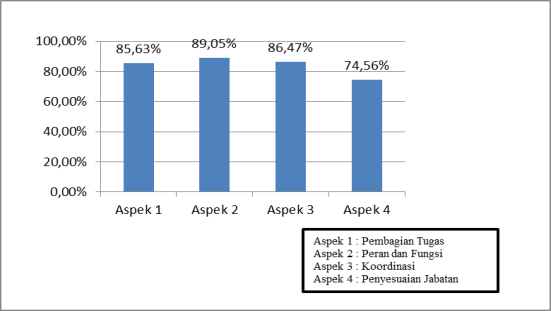 100,00%
80,00%
60,00%
40,00%
20,00%
0,00%
85,63%
89,05%
86,47%
74,56%
Aspek 1
Aspek 2
Aspek 3
Aspek 4
Aspek 1 : Pembagian Tugas
Aspek 2 : Peran dan Fungsi
Aspek 3 : Koordinasi
Aspek 4 : Penyesuaian Jabatan